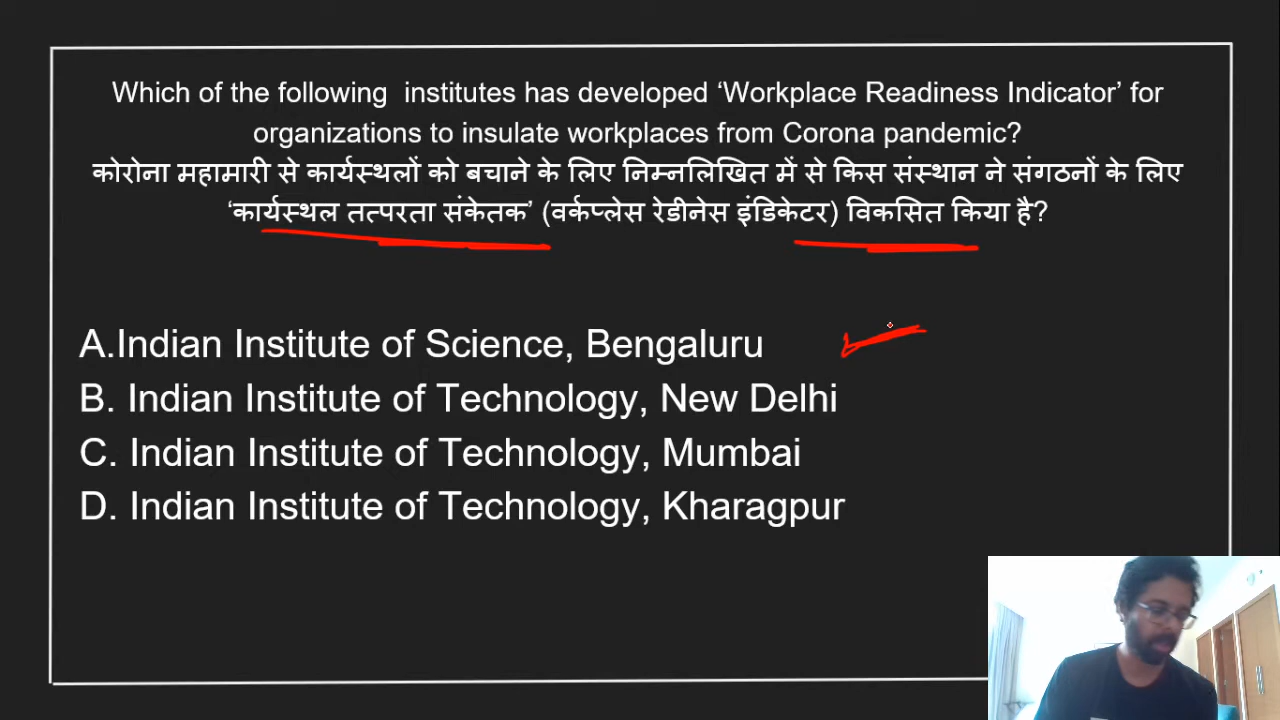 Which of the following institutes has developed ‘Workplace Readiness Indicator’ for
organizations to insulate workplaces from Corona pandemic?
कोरोना महामारी से कार्यस्थलों को बचाने के लिए निम्नलिखित में से किस संस्थान ने संगठनों के लिए
‘कार्यस्थल तत्परता संकेतक’ (वर्कप्लेस रेडीनेस इंडिकेटर) विकसित किया है?
A.Indian Institute of Science, Bengaluru
B. Indian Institute of Technology, New Delhi
C. Indian Institute of Technology, Mumbai
D. Indian Institute of Technology, Kharagpur